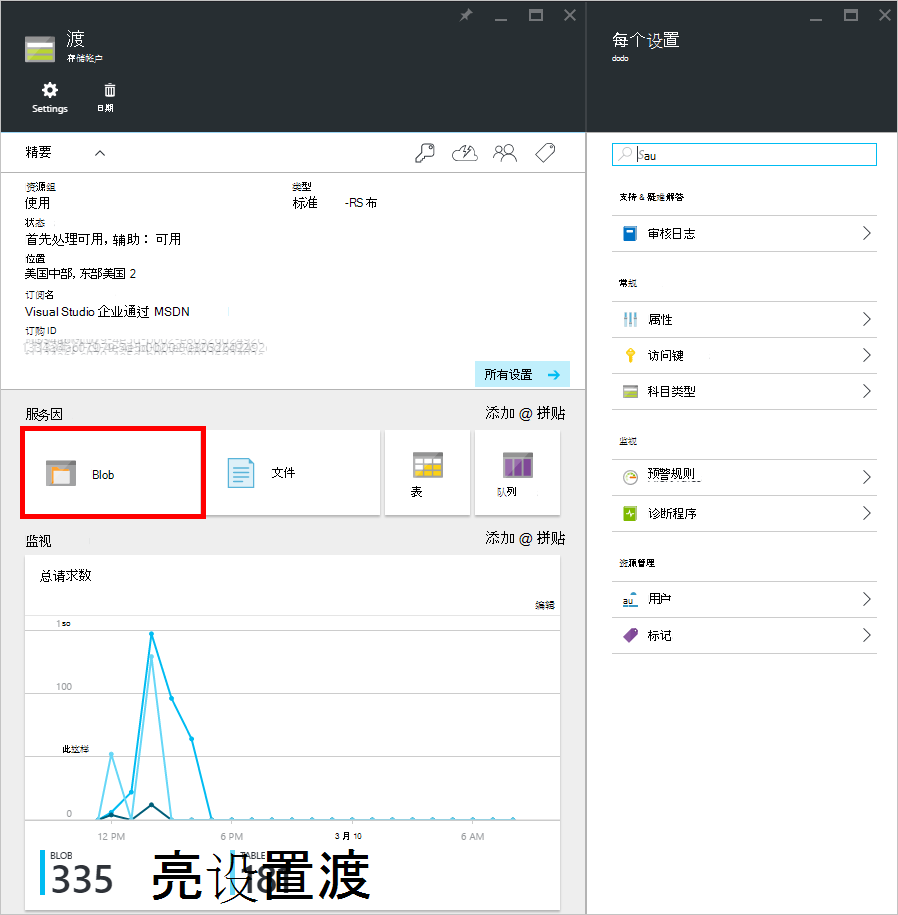 渡
存储帐户
Settings
日期
精要
资源组
使用
类型
标准 -RS 布
状态
首先处理可用, 辅助： 可用
位置
美国中部, 东部美国 2
订阅名
Visual Studio 企业通过 MSDN
订购 ID
所有设置
服务因
添加 @ 拼贴
Blob
文件
表
队列
监视
添加 @ 拼贴
总请求数
编辑
150
100
此这样
0
12 PM
6 PM
3 月 10
6 AM
BLOB
335
TABLE
亮设置渡
每个设置
dodo
Sau
支持 & 疑难解答
审核日志
常规
属性
访问键
科目类型
监视
预警规则
诊断程序
资源管理
au
用户
标记